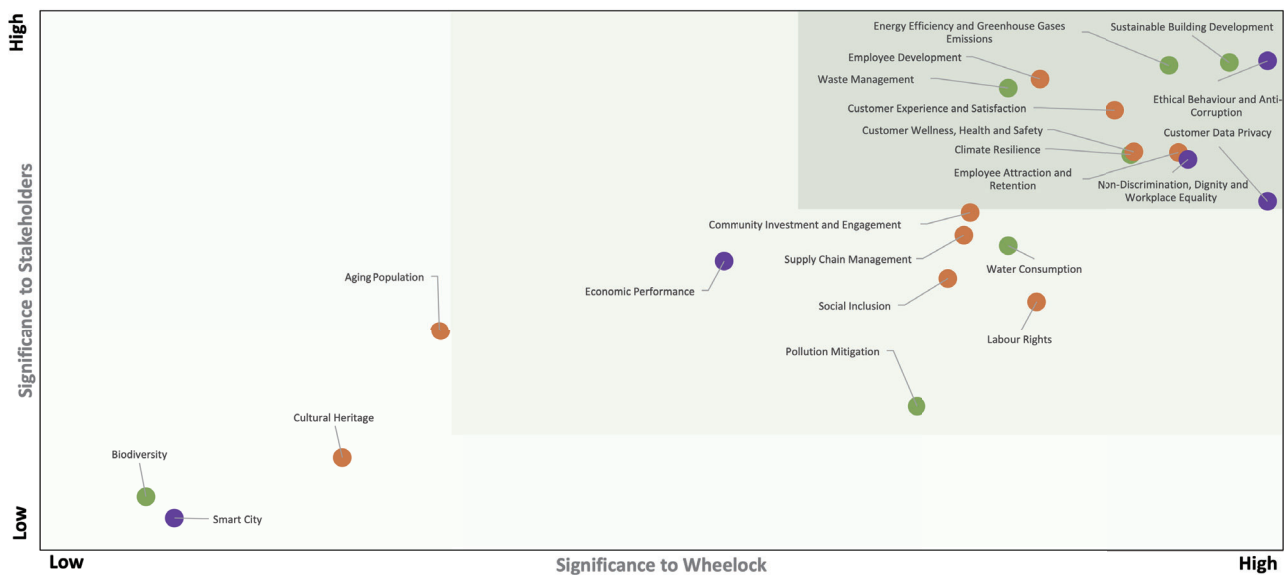 High
Energy Efficiency and Greenhouse Gases
Emissions
Sustainable Building Development
Employee Development
Waste Management
Ethical Behaviour and Anti-
Corruption
Customer Experience and Satisfaction
Customer Wellness, Health and Safety
Customer Data Privacy
Climate Resilience
Employee Attraction and
Retention
Non-Discrimination, Dignity and
Workplace Equality
Community Investment and Engagement
Supply Chain Management
Water Consumption
Aging Population
Economic Performance
Social Inclusion
Labour Rights
Pollution Mitigation
Cultural Heritage
Biodiversity
Smart City
Significance to Stakeholders
Low
Low
Significance to Wheelock
High